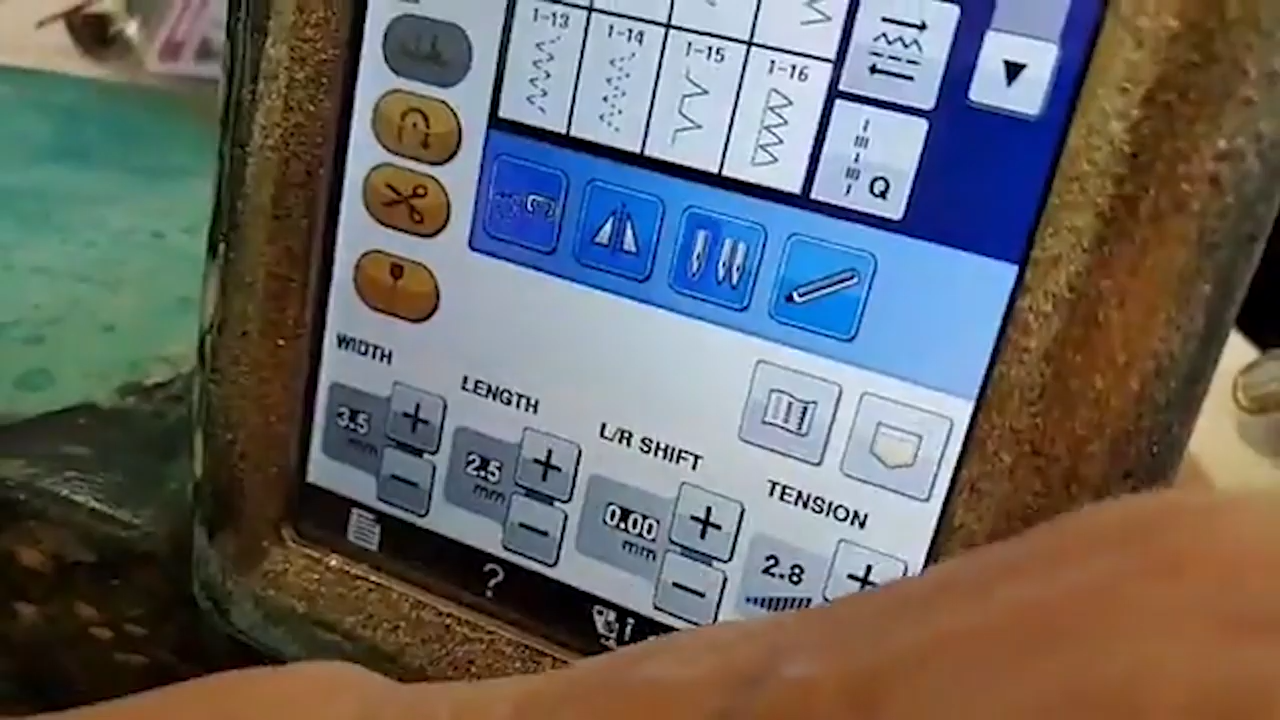 1-13
1-14
1-15
1-16
Q
WIDTH
3.5
mm
+
−
LENGTH
2.5
mm
+
−
L/R SHIFT
0.00
mm
+
−
TENSION
2.8
+
?